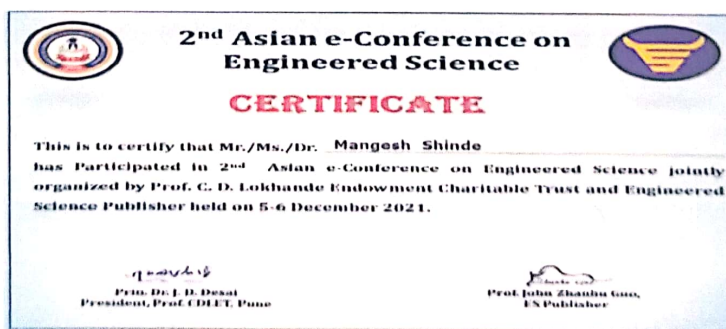 2nd Asian e-Conference on
Engineered Science
CERTIFICATE
This is to certify that Mr./Ms./Dr. Mangesh Shinde
has Participated in 2nd Asian e-Conference on Engineered Science jointly
organized by Prof. C. D. Lokhande Endowment Charitable Trust and Engineered
Science Publisher held on 5-6 December 2021.
Prin. Dr. J. D. Desai
President, Prof. CDLET, Pune
Prof. John Zhanhu Guo,
ES Publisher